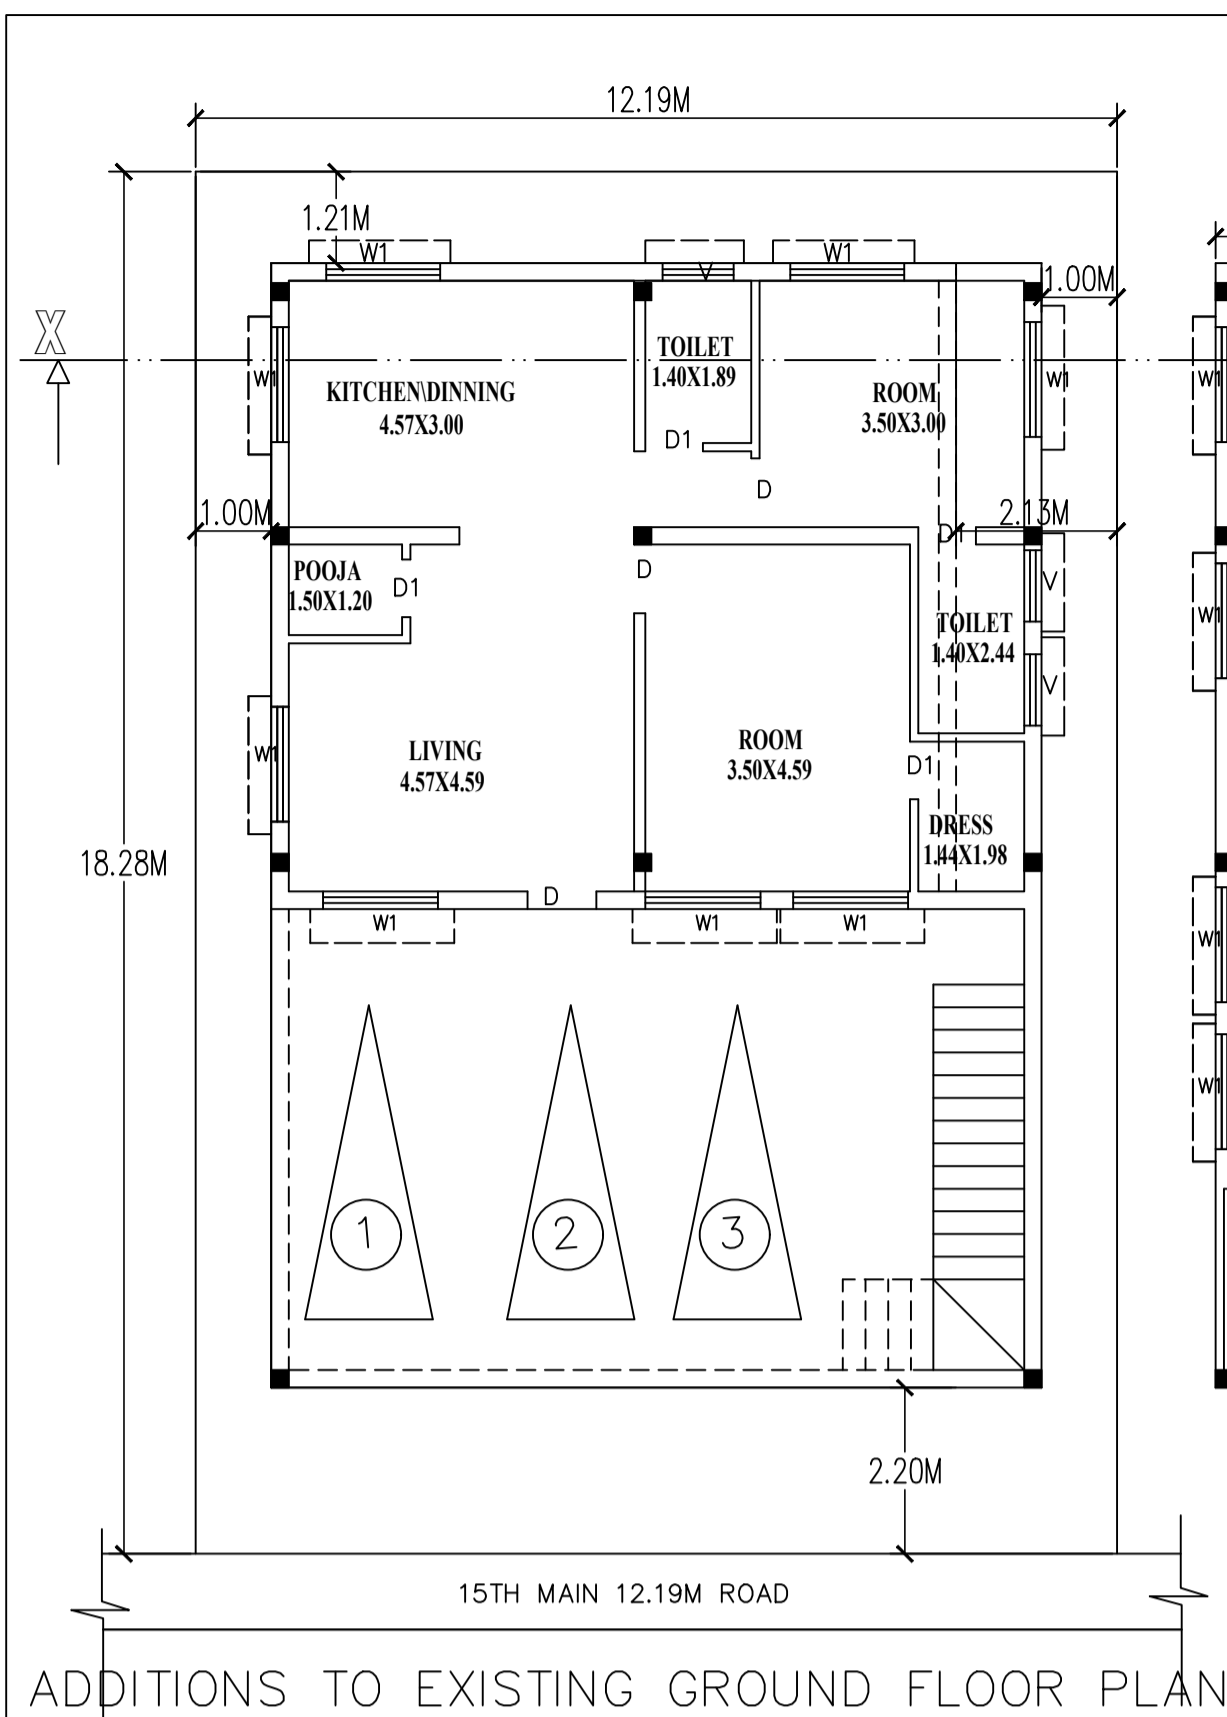 12.19M
1.21M
W1
V
W1
1.00M
X
TOILET
1.40X1.89
W1
KITCHEN\DINNING
4.57X3.00
ROOM
3.50X3.00
W1
W1
D1
D
1.00M
2.13M
D1
POOJA
1.50X1.20
D1
D
V
TOILET
1.40X2.44
W1
V
W1
LIVING
4.57X4.59
ROOM
3.50X4.59
D1
DRESS
1.44X1.98
18.28M
D
W1
W1
W1
W1
W1
1
2
3
2.20M
15TH MAIN 12.19M ROAD
ADDITIONS TO EXISTING GROUND FLOOR PLAN